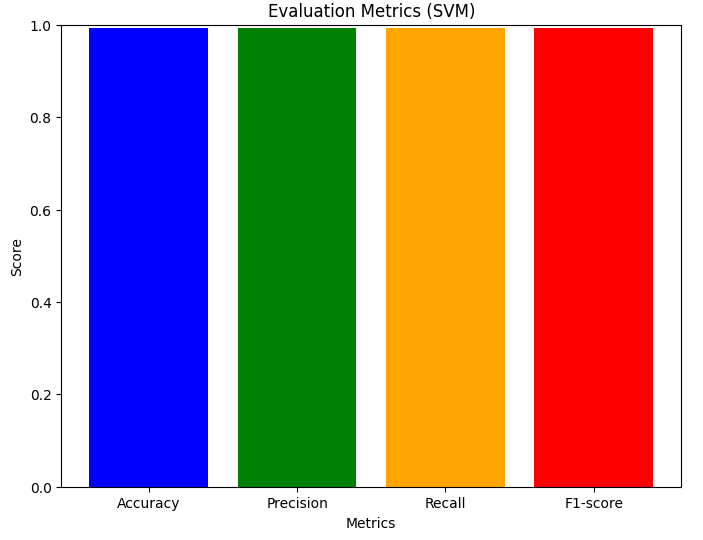 Evaluation Metrics (SVM)
1.0
0.8
0.6
0.4
0.2
0.0
Score
Accuracy Precision Recall F1-score
Metrics